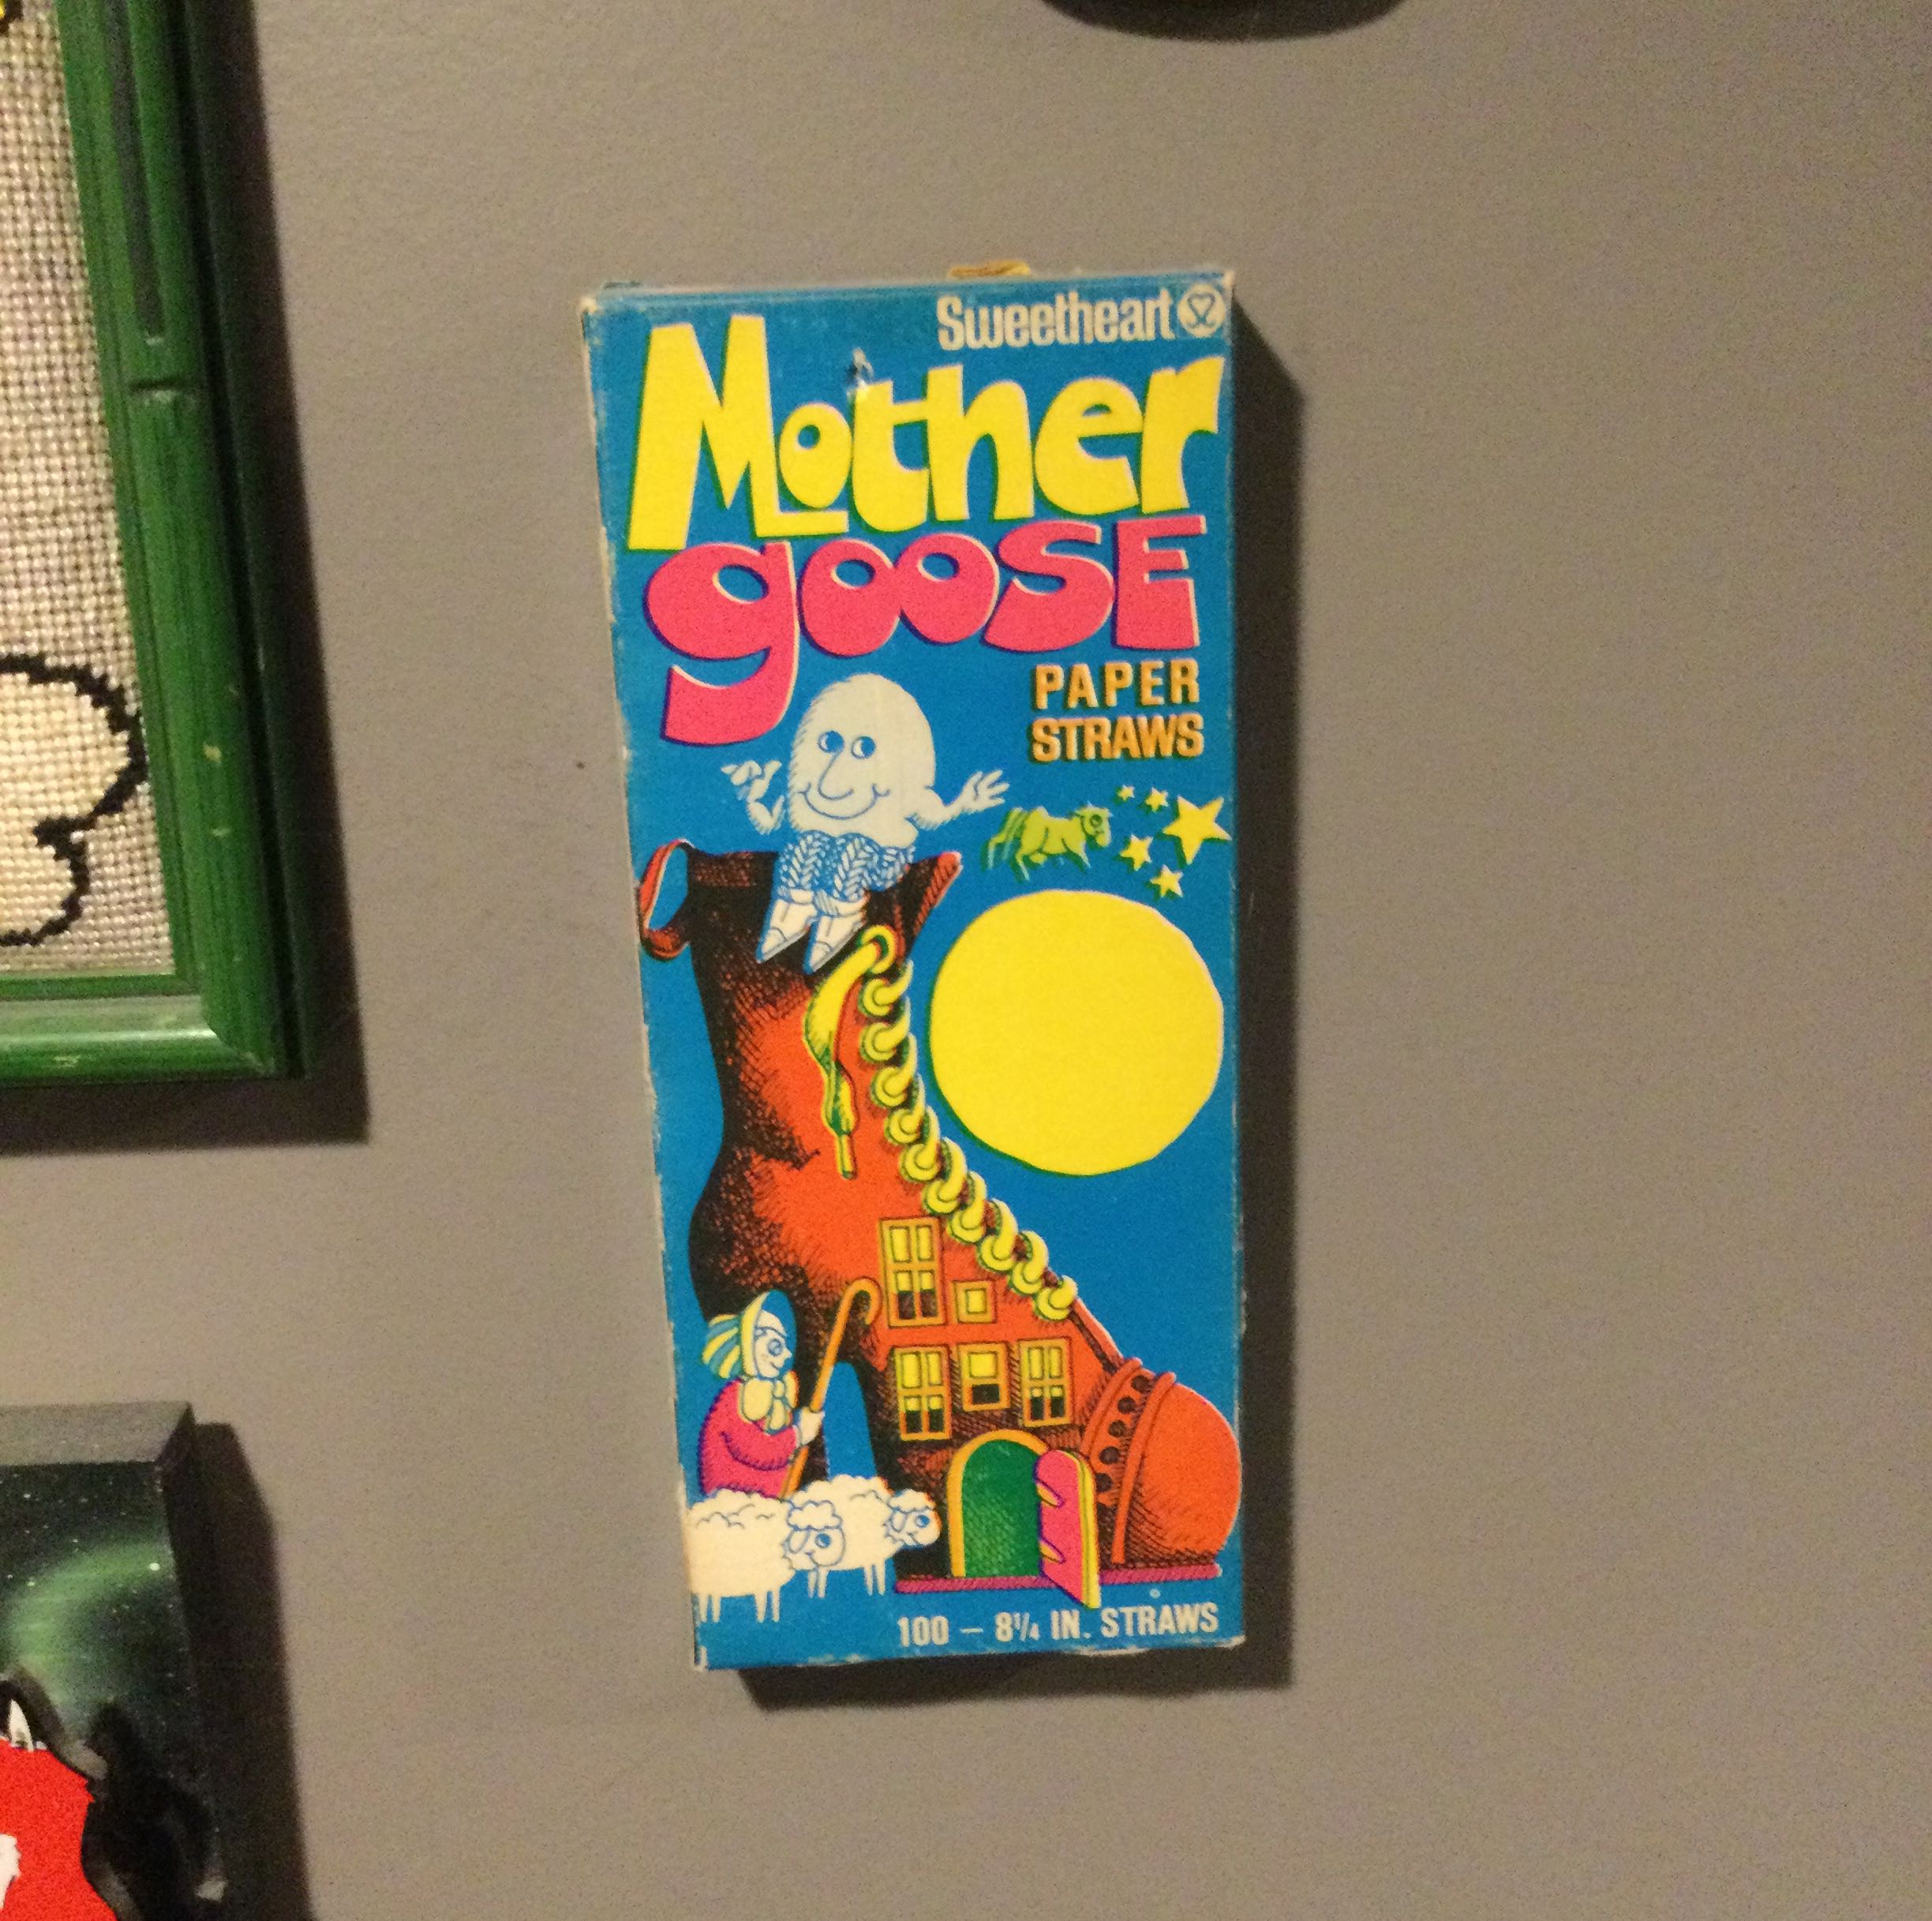 Sweetheart
Mother
goose
PAPER
STRAWS
100 – 8¼ IN. STRAWS